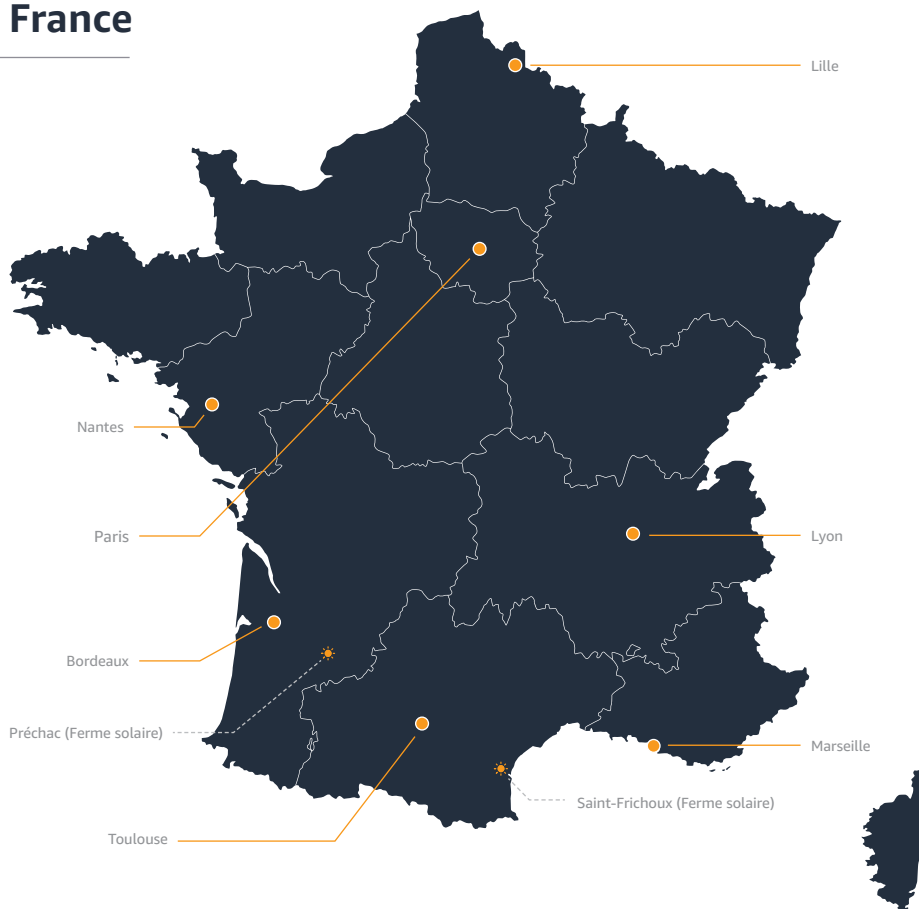 France
Lille
Nantes
Paris
Lyon
Bordeaux
Préchac (Ferme solaire)
Marseille
Saint-Frichoux (Ferme solaire)
Toulouse